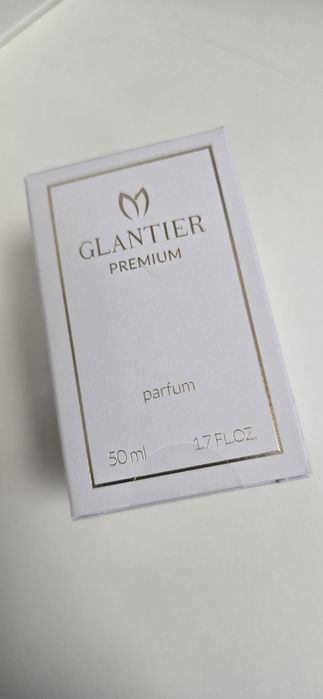 GLANTIER
PREMIUM
parfum
50 ml 1.7 FL.OZ.